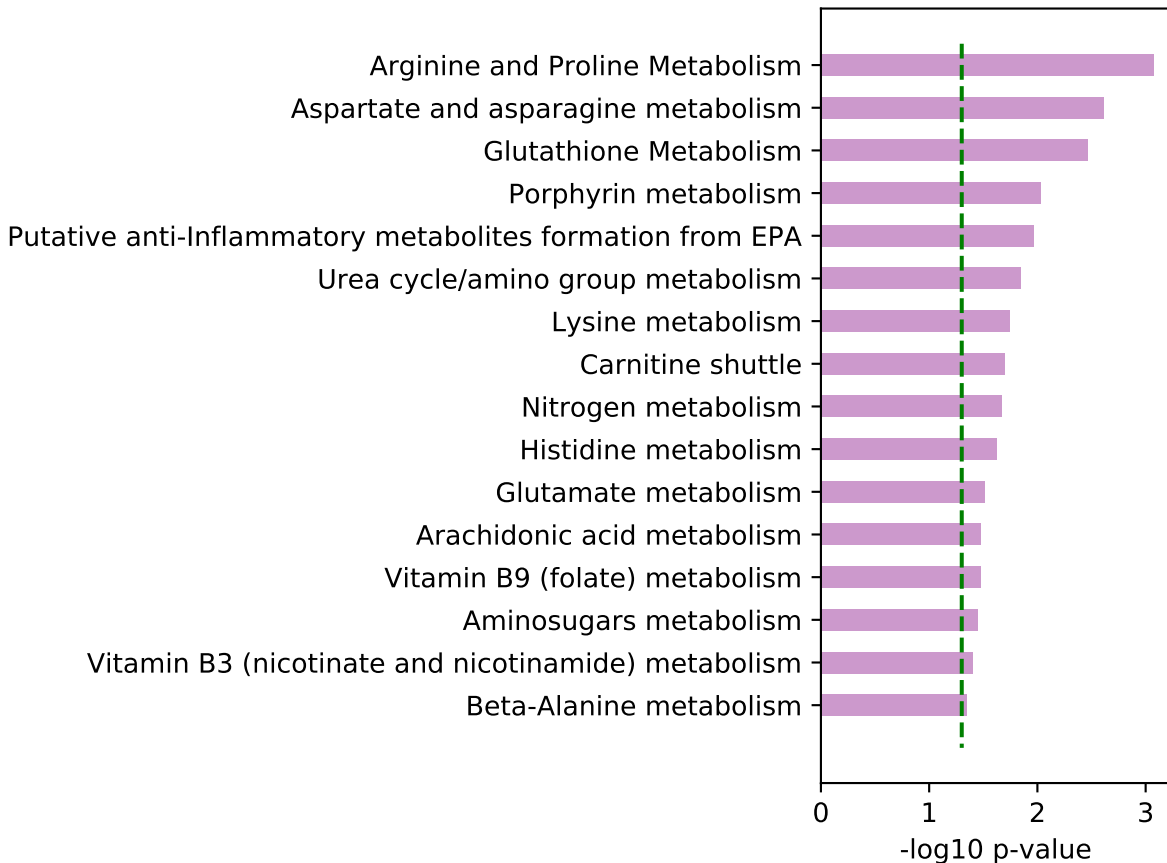 Arginine and Proline Metabolism
Aspartate and asparagine metabolism
Glutathione Metabolism
Porphyrin metabolism
Putative anti-Inflammatory metabolites formation from EPA
Urea cycle/amino group metabolism
Lysine metabolism
Carnitine shuttle
Nitrogen metabolism
Histidine metabolism
Glutamate metabolism
Arachidonic acid metabolism
Vitamin B9 (folate) metabolism
Aminosugars metabolism
Vitamin B3 (nicotinate and nicotinamide) metabolism
Beta-Alanine metabolism
0 1 2 3
-log10 p-value